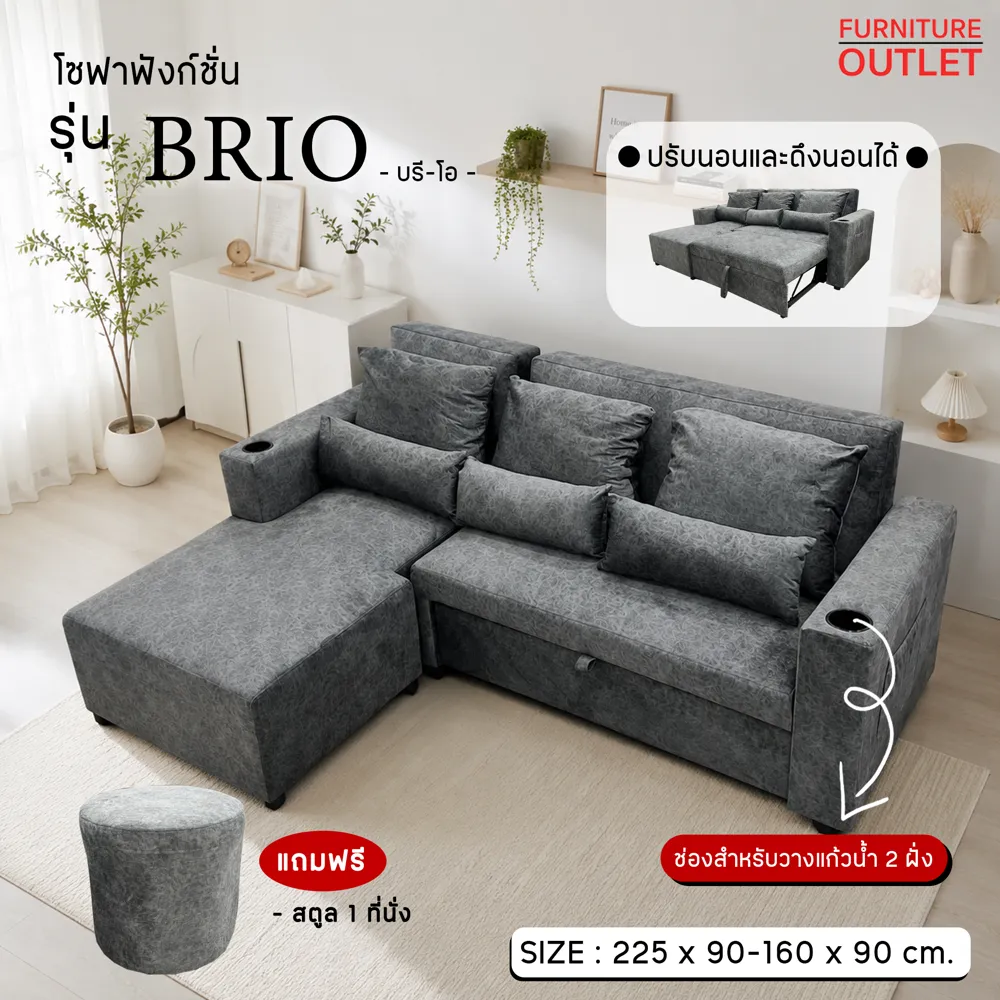 FURNITURE
OUTLET
โซฟาฟังก์ชั่น
รุ่น BRIO - บรี-โอ -
● ปรับนอนและดึงนอนได้ ●
แถมฟรี
- สตูล 1 ที่นั่ง
ช่องสำหรับวางแก้วน้ำ 2 ฝั่ง
SIZE : 225 x 90-160 x 90 cm.